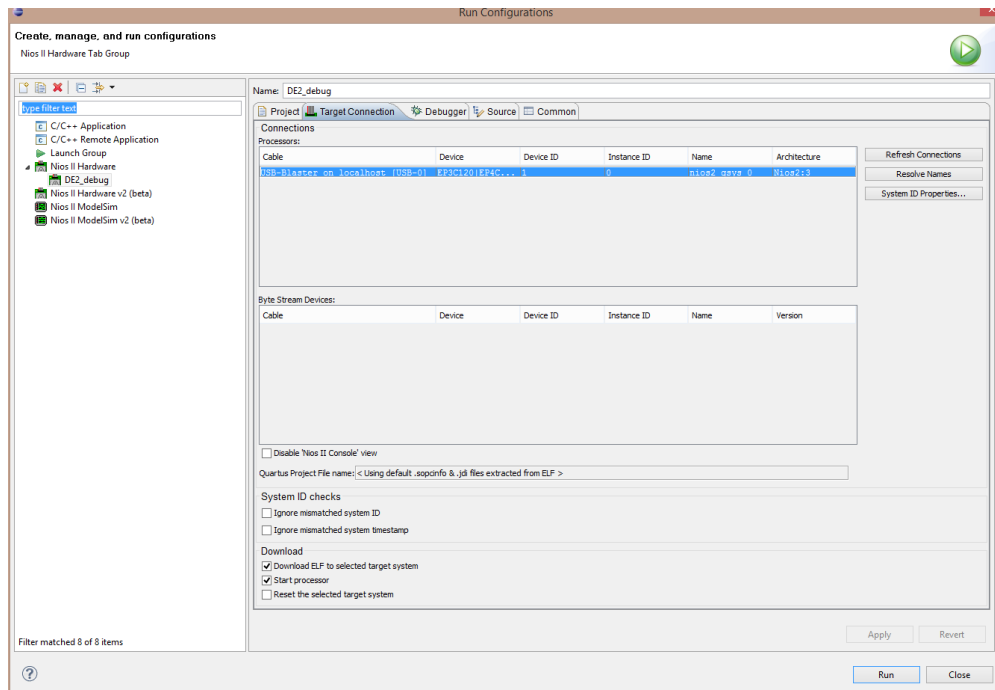 Run Configurations
Create, manage, and run configurations
Nios II Hardware Tab Group
type filter text
C/C++ Application
C/C++ Remote Application
Launch Group
Nios II Hardware
DE2_debug
Nios II Hardware v2 (beta)
Nios II ModelSim
Nios II ModelSim v2 (beta)
Filter matched 8 of 8 items
Name: DE2_debug
Project Target Connection Debugger Source Common
Connections
Processors:
Cable Device Device ID Instance ID Name Architecture
USB-Blaster on localhost [USB-0] EP3C120|EP4C... 1 0 nios2 qsys 0 Nios2:3
Refresh Connections
Resolve Names
System ID Properties...
Byte Stream Devices:
Cable Device Device ID Instance ID Name Version
Disable 'Nios II Console' view
Quartus Project File name: < Using default .sopcinfo & .jdi files extracted from ELF >
System ID checks
Ignore mismatched system ID
Ignore mismatched system timestamp
Download
Download ELF to selected target system
Start processor
Reset the selected target system
Apply Revert
Run Close